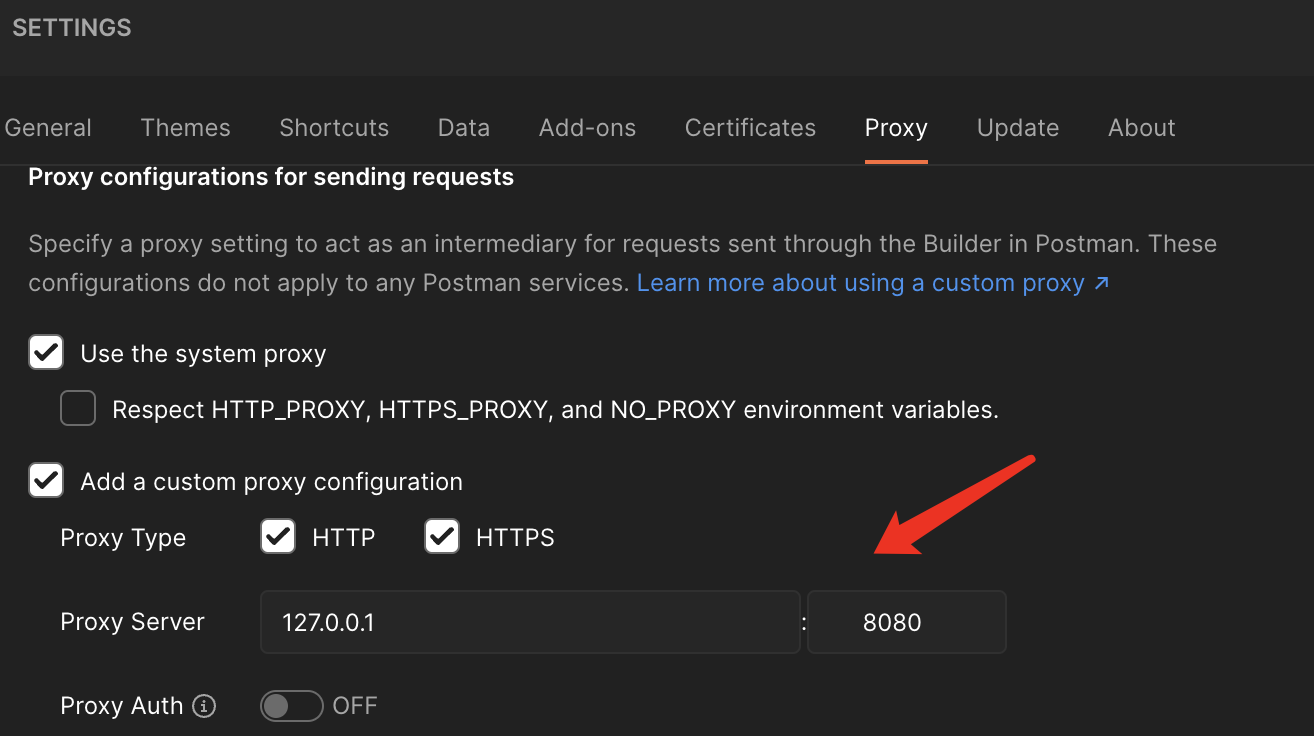 SETTINGS
General Themes Shortcuts Data Add-ons Certificates Proxy Update About
Proxy configurations for sending requests
Specify a proxy setting to act as an intermediary for requests sent through the Builder in Postman. These
configurations do not apply to any Postman services. Learn more about using a custom proxy ↗
Use the system proxy
Respect HTTP_PROXY, HTTPS_PROXY, and NO_PROXY environment variables.
Add a custom proxy configuration
Proxy Type HTTP HTTPS
Proxy Server 127.0.0.1 : 8080
Proxy Auth OFF